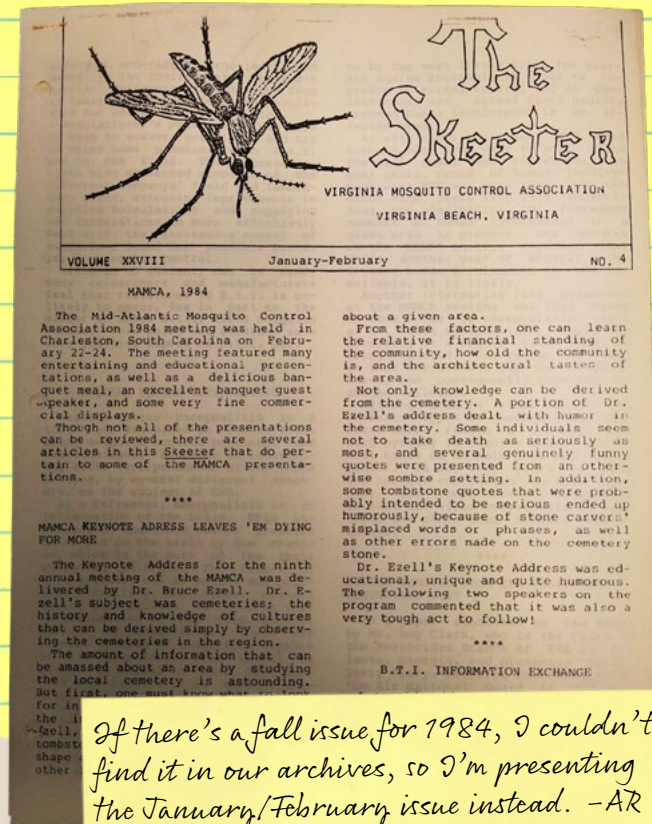 The
Skeeter
VIRGINIA MOSQUITO CONTROL ASSOCIATION
VIRGINIA BEACH, VIRGINIA
VOLUME XXVIII January-February NO. 4
MAMCA, 1984
The Mid-Atlantic Mosquito Control
Association 1984 meeting was held in
Charleston, South Carolina on Febru-
ary 22-24. The meeting featured many
entertaining and educational presen-
tations, as well as a delicious ban-
quet meal, an excellent banquet guest
speaker, and some very fine commer-
cial displays.
Though not all of the presentations
can be reviewed, there are several
articles in this Skeeter that do per-
tain to some of the MAMCA presenta-
tions.
****
MAMCA KEYNOTE ADRESS LEAVES 'EM DYING
FOR MORE
The Keynote Address for the ninth
annual meeting of the MAMCA was de-
livered by Dr. Bruce Ezell. Dr. E-
zell's subject was cemeteries; the
history and knowledge of cultures
that can be derived simply by observ-
ing the cemeteries in the region.
The amount of information that can
be amassed about an area by studying
the local cemetery is astounding.
But first, one must know what to look
for in
the
Ezell,
tombst
shape
other
about a given area.
From these factors, one can learn
the relative financial standing of
the community, how old the community
is, and the architectural tastes of
the area.
Not only knowledge can be derived
from the cemetery. A portion of Dr.
Ezell's address dealt with humor in
the cemetery. Some individuals seem
not to take death as seriously as
most, and several genuinely funny
quotes were presented from an other-
wise sombre setting. In addition,
some tombstone quotes that were prob-
ably intended to be serious ended up
humorously, because of stone carvers'
misplaced words or phrases, as well
as other errors made on the cemetery
stone.
Dr. Ezell's Keynote Address was ed-
ucational, unique and quite humorous.
The following two speakers on the
program commented that it was also a
very tough act to follow!
****
B.T.I. INFORMATION EXCHANGE
If there's a fall issue for 1984, I couldn't
find it in our archives, so I'm presenting
the January/February issue instead. -AR